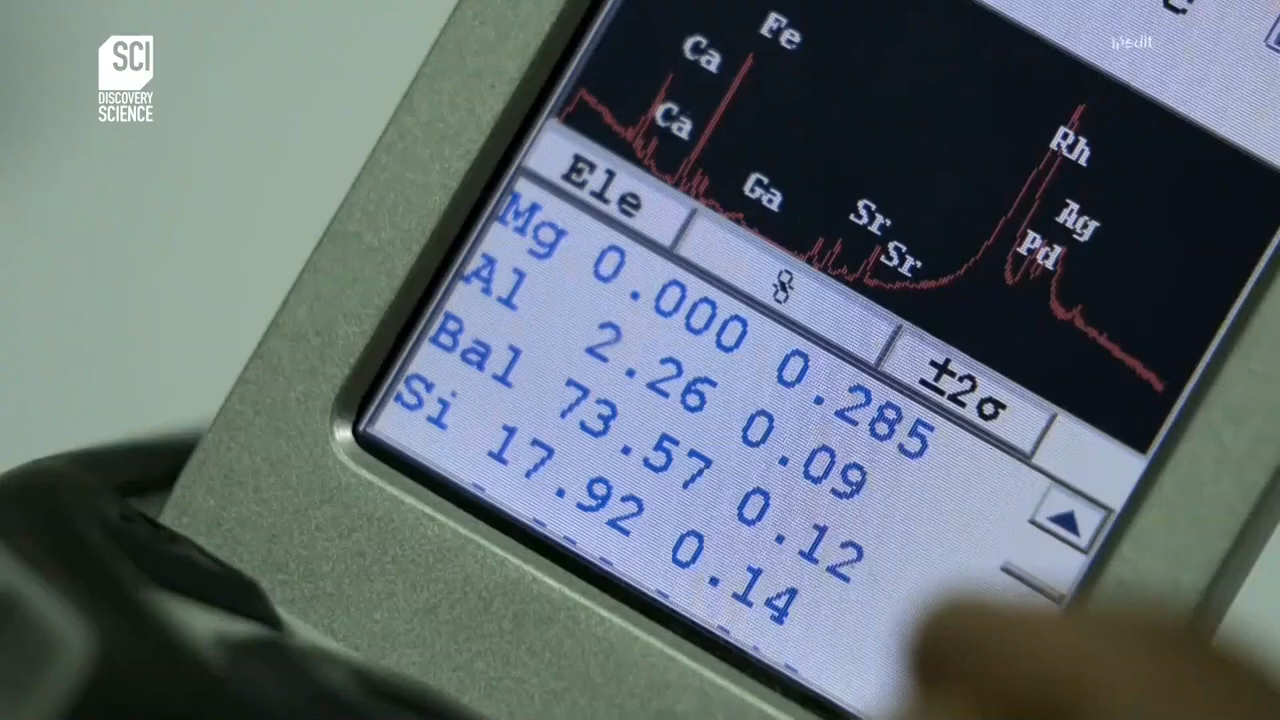 SCI
DISCOVERY
SCIENCE
Fe
Ca
Ca
Rh
Ga
Sr
Ag
Sr
Pd
Ele % ±2σ
Mg 0.000 0.285
Al 2.26 0.09
Bal 73.57 0.12
Si 17.92 0.14